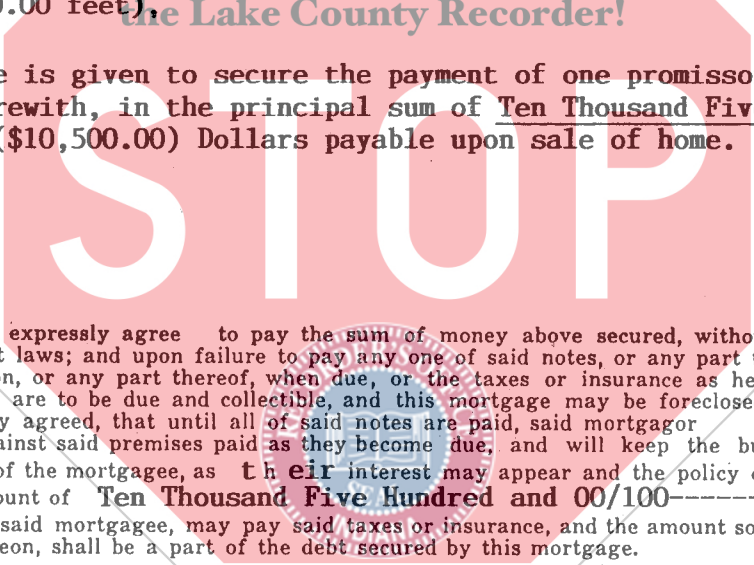 .00 feet),
the Lake County Recorder!
e is given to secure the payment of one promisso
rewith, in the principal sum of Ten Thousand Fiv
($10,500.00) Dollars payable upon sale of home.
STOP
expressly agree to pay the sum of money above secured, witho
t laws; and upon failure to pay any one of said notes, or any part
n, or any part thereof, when due, or the taxes or insurance as he
are to be due and collectible, and this mortgage may be foreclose
y agreed, that until all of said notes are paid, said mortgagor
ainst said premises paid as they become due, and will keep the bu
of the mortgagee, as their interest may appear and the policy
ount of Ten Thousand Five Hundred and 00/100-------
said mortgagee, may pay said taxes or insurance, and the amount so
eon, shall be a part of the debt secured by this mortgage.
SEAL
INDIANA